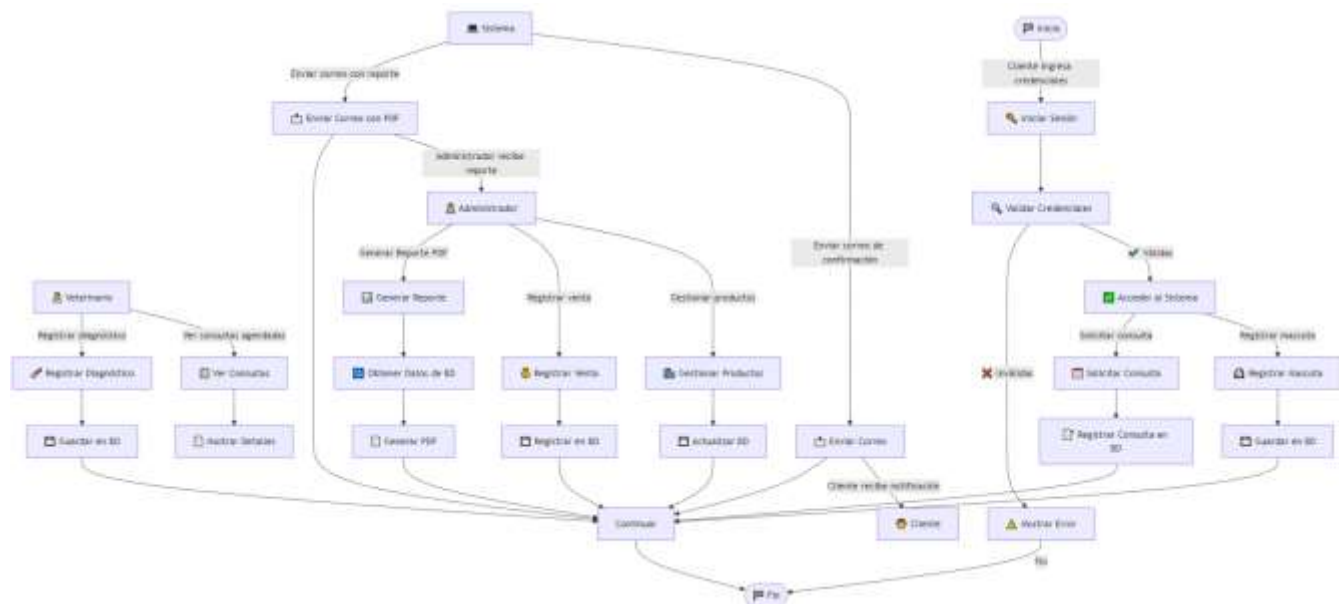 Sistema
Inicio
Enviar correo con reporte
Cliente ingresa
credenciales
Enviar Correo con PDF
Iniciar Sesión
Administrador recibe
reporte
Administrador
Validar Credenciales
Generar Reporte PDF
Registrar venta
Gestionar productos
Enviar correo de
confirmación
Válidas
Veterinario
Generar Reporte
Acceder al Sistema
Registrar diagnóstico
Ver consultas agendadas
Solicitar consulta
Registrar mascota
Registrar Diagnóstico
Ver Consultas
Obtener Datos de BD
Registrar Venta
Gestionar Productos
Inválidas
Solicitar Consulta
Registrar mascota
Guardar en BD
Mostrar Detalles
Generar PDF
Registrar en BD
Actualizar BD
Enviar Correo
Registrar Consulta en
BD
Guardar en BD
Cliente recibe notificación
Continuar
Cliente
Mostrar Error
Fin